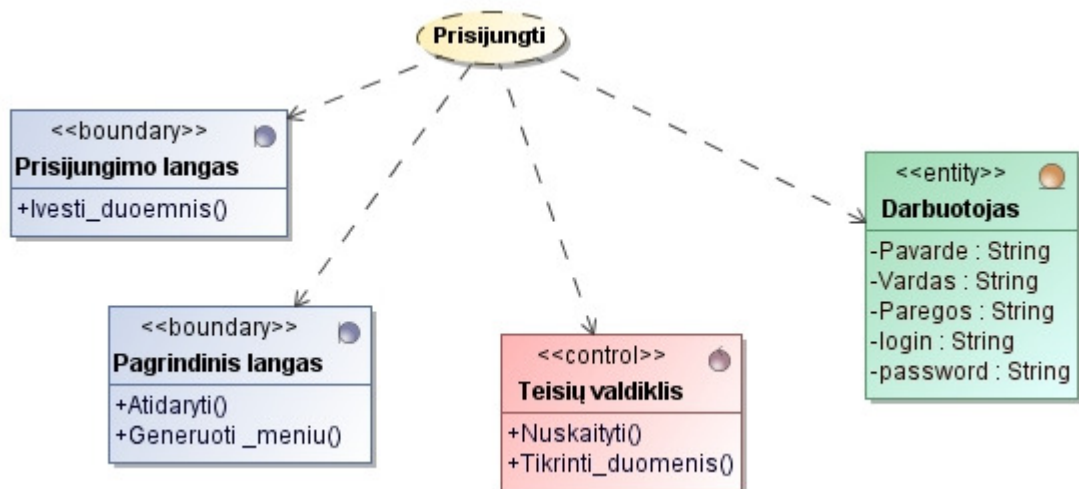 Prisijungti
<<boundary>>
Prisijungimo langas
+Ivesti_duoemnis()
<<boundary>>
Pagrindinis langas
+Atidaryti()
+Generuoti _meniu()
<<control>>
Teisių valdiklis
+Nuskaityti()
+Tikrinti_duomenis()
<<entity>>
Darbuotojas
-Pavarde : String
-Vardas : String
-Paregos : String
-login : String
-password : String